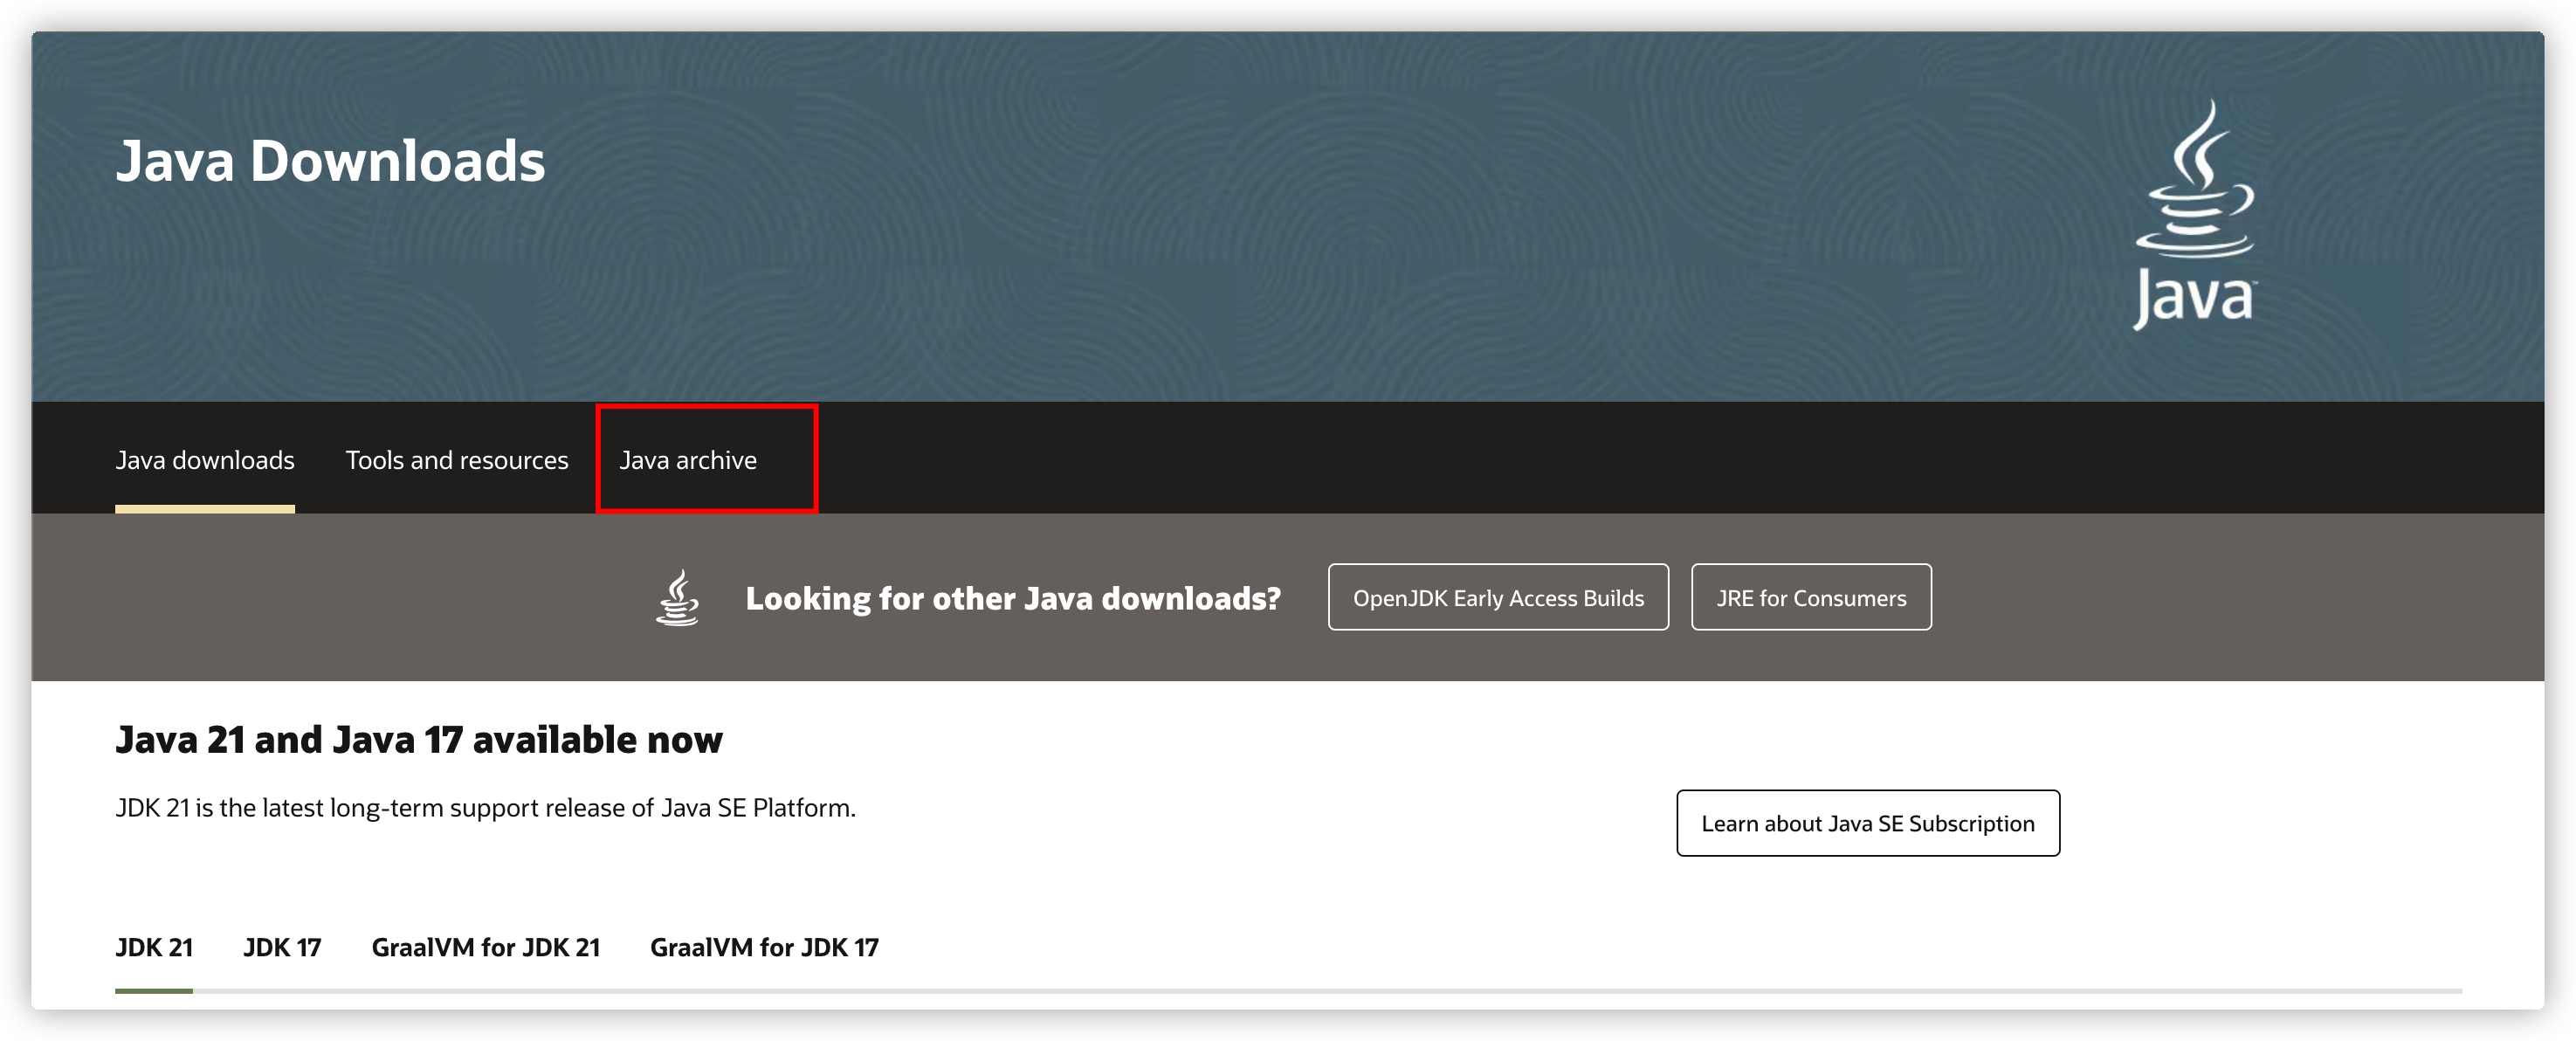 Java Downloads
Java™
Java downloads Tools and resources Java archive
Looking for other Java downloads? OpenJDK Early Access Builds JRE for Consumers
Java 21 and Java 17 available now
JDK 21 is the latest long-term support release of Java SE Platform.
Learn about Java SE Subscription
JDK 21 JDK 17 GraalVM for JDK 21 GraalVM for JDK 17